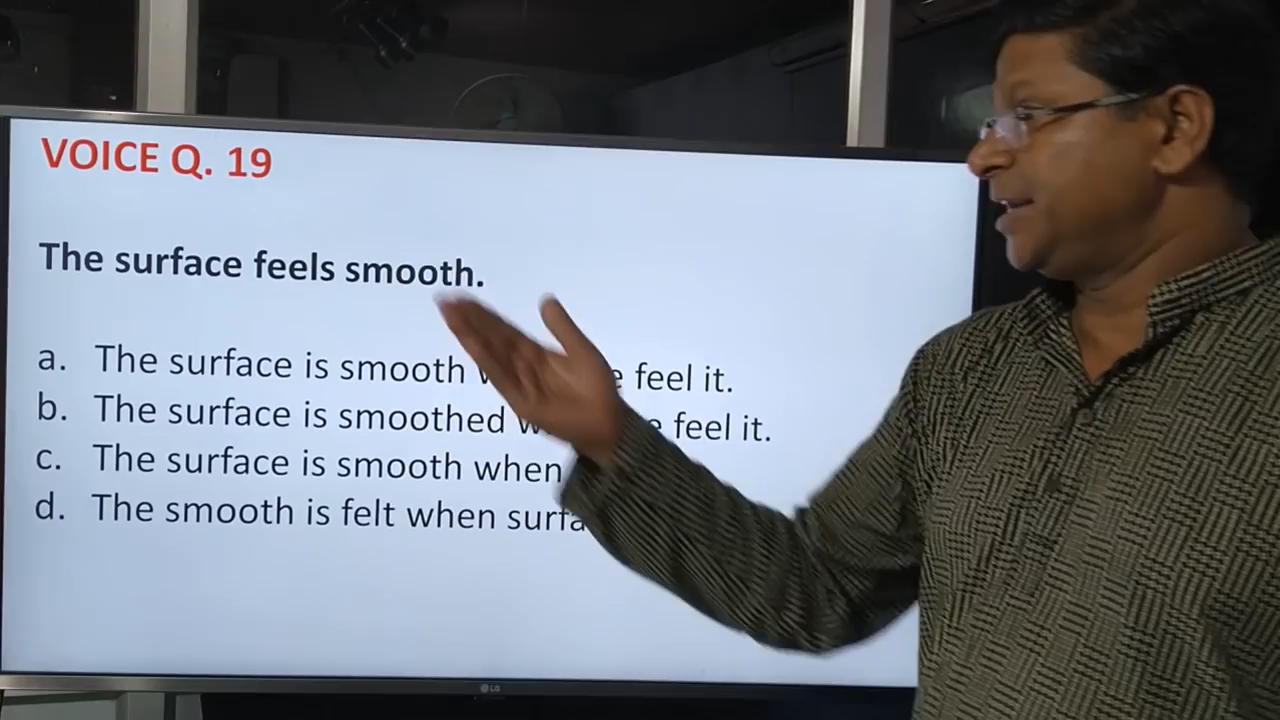 VOICE Q. 19
The surface feels smooth.
a. The surface is smooth feel it.
b. The surface is smoothed feel it.
c. The surface is smooth when
d. The smooth is felt when
LG